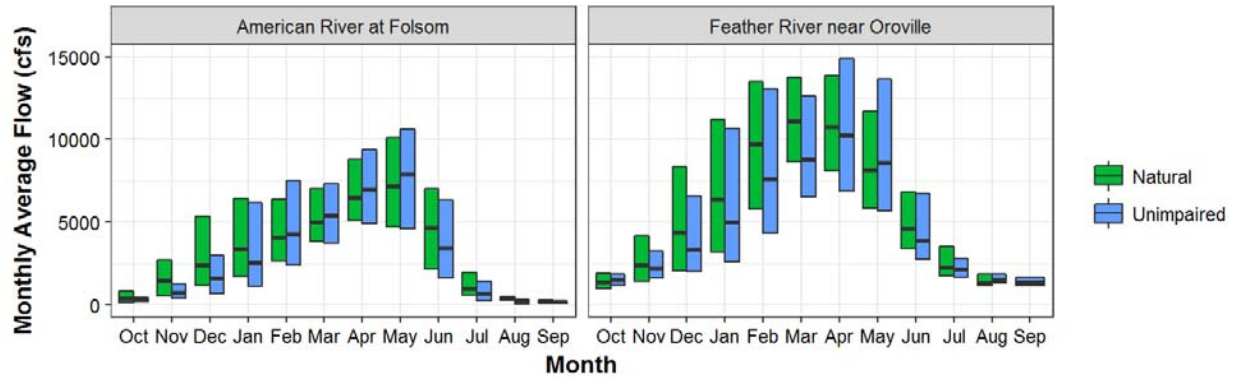 American River at Folsom Feather River near Oroville
Monthly Average Flow (cfs)
15000
10000
5000
0
Natural
Unimpaired
Oct Nov Dec Jan Feb Mar Apr May Jun Jul Aug Sep Oct Nov Dec Jan Feb Mar Apr May Jun Jul Aug Sep
Month